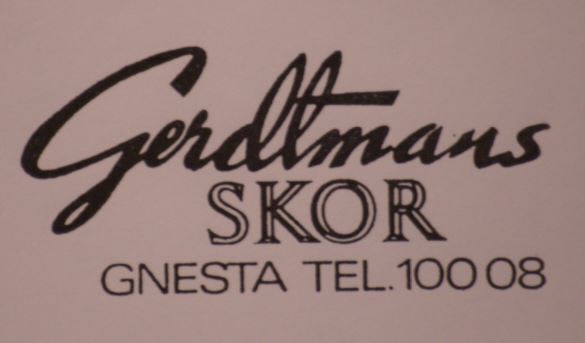 Gerdtmans
SKOR
GNESTA TEL.100 08